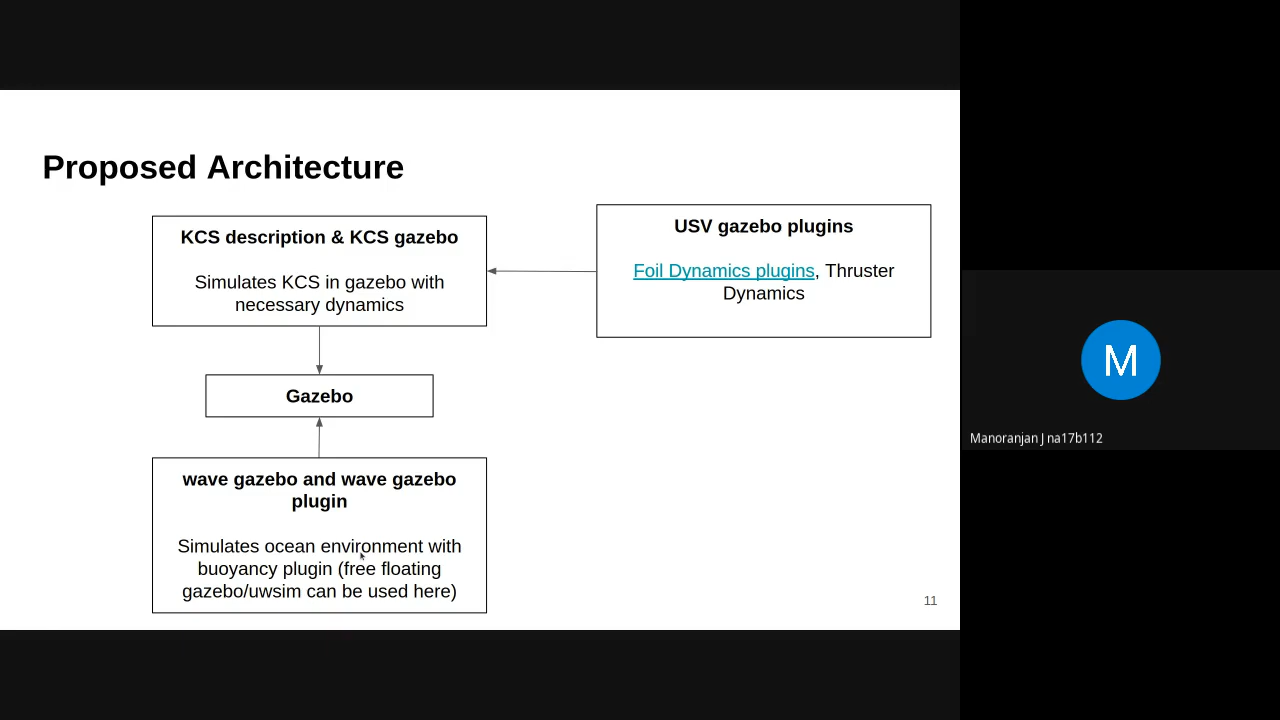 Proposed Architecture
KCS description & KCS gazebo
Simulates KCS in gazebo with
necessary dynamics
USV gazebo plugins
Foil Dynamics plugins, Thruster
Dynamics
Gazebo
wave gazebo and wave gazebo
plugin
Simulates ocean environment with
buoyancy plugin (free floating
gazebo/uwsim can be used here)
11
M
Manoranjan J na17b112